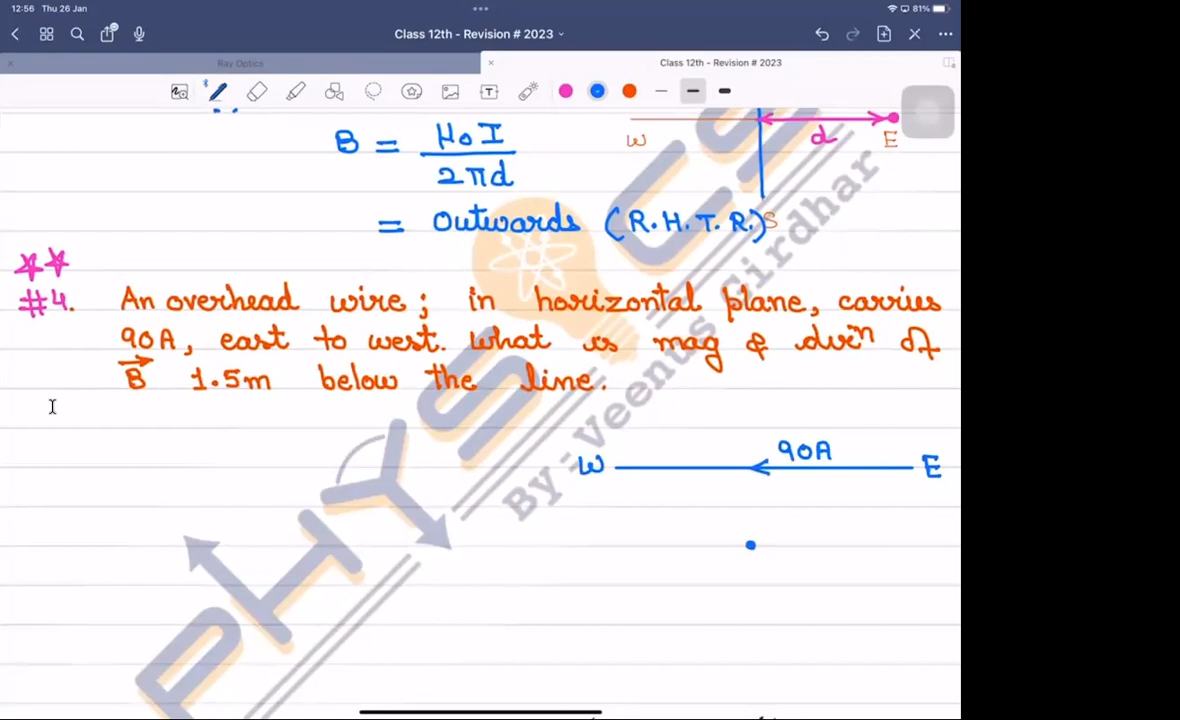 12:56 Thu 26 Jan
81%
Class 12th - Revision # 2023
Ray Optics
Class 12th - Revision # 2023
B = μ₀I / 2πd
W d E
= Outwards (R.H.T.R.) S
#4. An overhead wire; in horizontal plane, carries
90A, east to west. What is mag & dirⁿ of
B 1.5m below the line.
90A
W E
PHYSICS
By-Veenus Girdhar